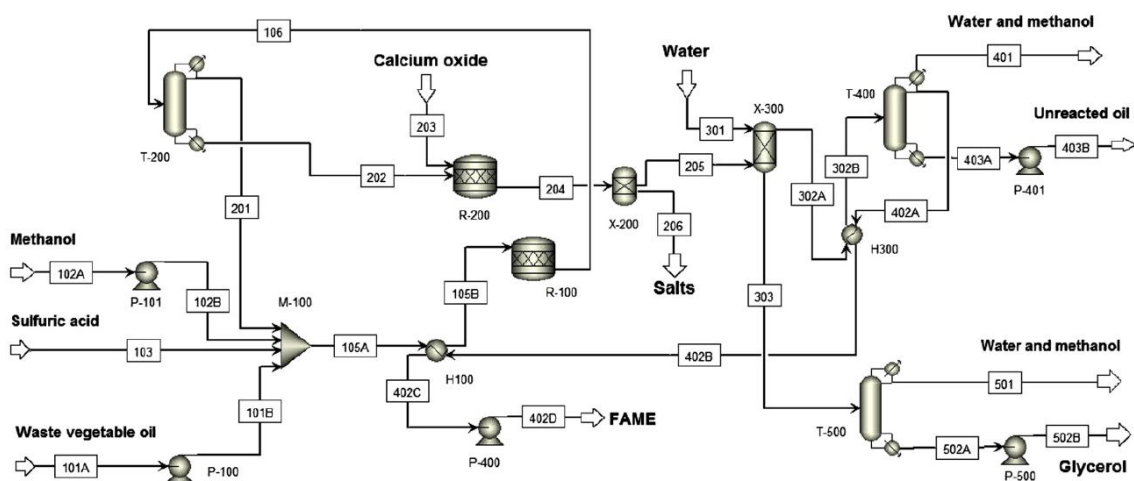 106
Water and methanol
401
Calcium oxide
Water
T-400
X-300
Unreacted oil
301
203
403B
T-200
302B
403A
205
P-401
202
204
302A
402A
R-200
201
X-200
206
H300
Methanol
105B
R-100
Salts
102A
P-101
102B
M-100
303
Sulfuric acid
105A
402B
Water and methanol
103
H100
402C
501
101B
402D
FAME
Waste vegetable oil
T-500
502B
101A
P-400
502A
P-100
P-500
Glycerol